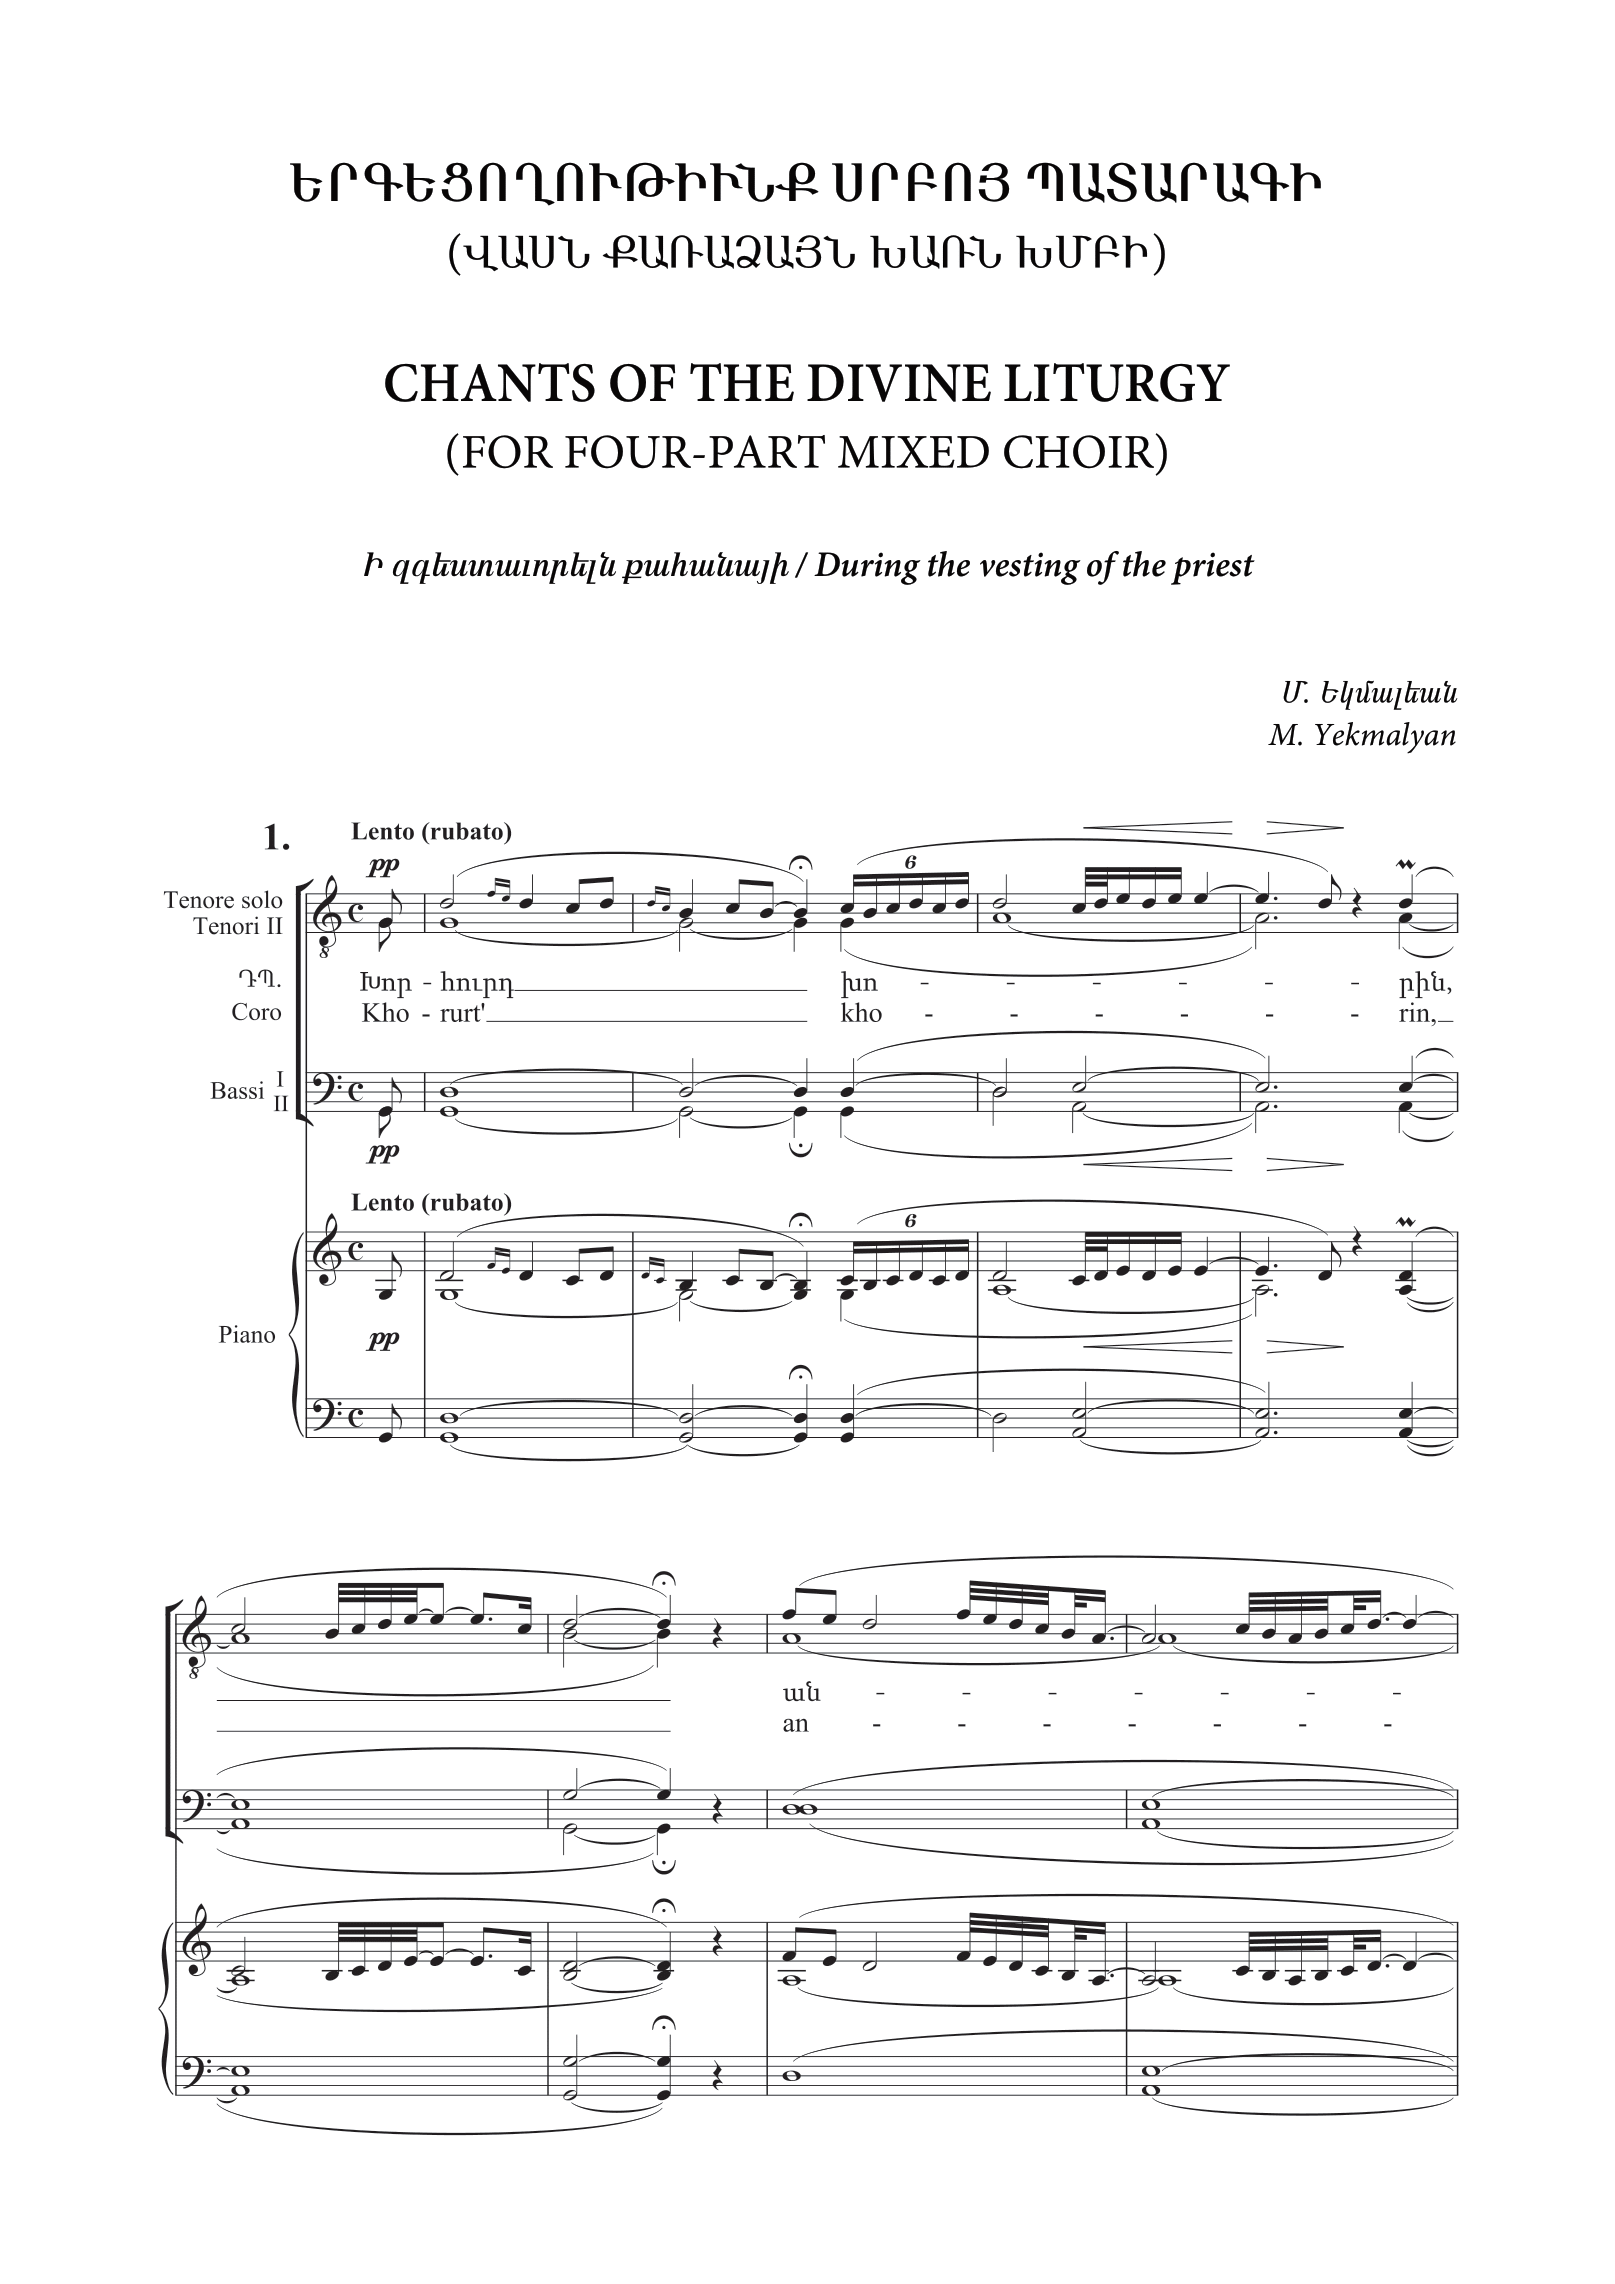 ԵՐԳԵՑՈՂՈՒԹԻՒՆՔ ՍՐԲՈՅ ՊԱՏԱՐԱԳԻ
(ՎԱՍՆ ՔԱՌԱՁԱՅՆ ԽԱՌՆ ԽՄԲԻ)
CHANTS OF THE DIVINE LITURGY
(FOR FOUR-PART MIXED CHOIR)
Ի զգեստաւորելն քահանայի / During the vesting of the priest
Մ. Եկմալեան
M. Yekmalyan
1.
Lento (rubato)
pp
6
Tenore solo
Tenori II
ԴՊ. Խոր - հուրդ խո - - - - - - րին,
Coro Kho - rurt' kho - - - - - - rin,
Bassi I
II
pp
Lento (rubato)
6
Piano
pp
ան - - - - - - -
an - - - - - - -